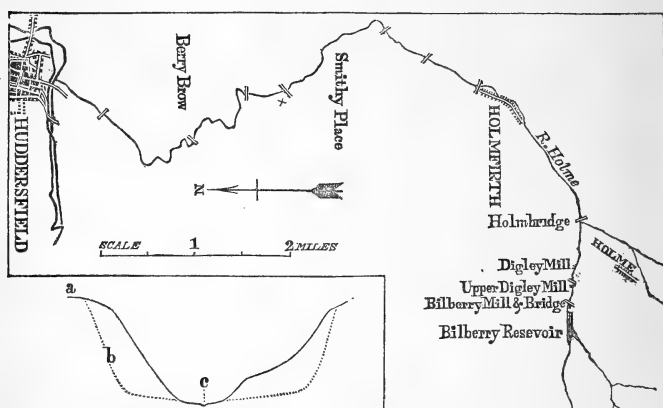 HUDDERSFIELD
Berry Brow
Smithy Place
HOLMFIRTH
R. Holme
Holmbridge
HOLME
Digley Mill
Upper Digley Mill
Bilberry Mill & Bridge
Bilberry Resevoir
N
SCALE 1 2 MILES
a
b
c